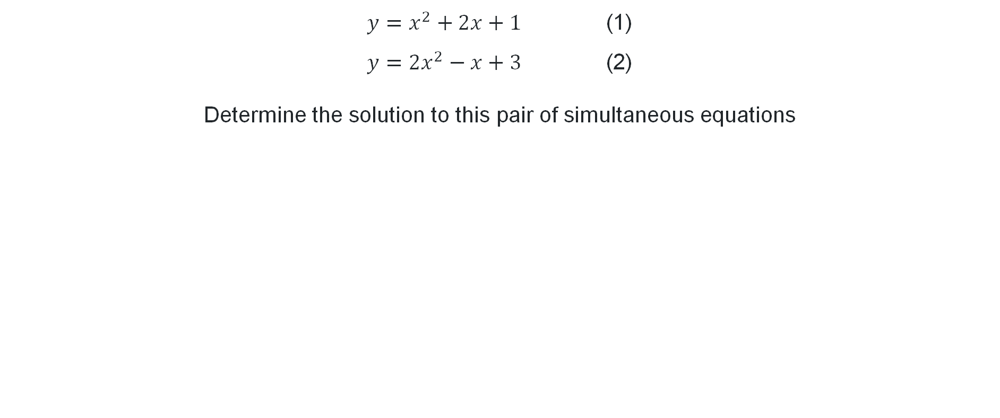 y = x² + 2x + 1 (1)
y = 2x² − x + 3 (2)
Determine the solution to this pair of simultaneous equations